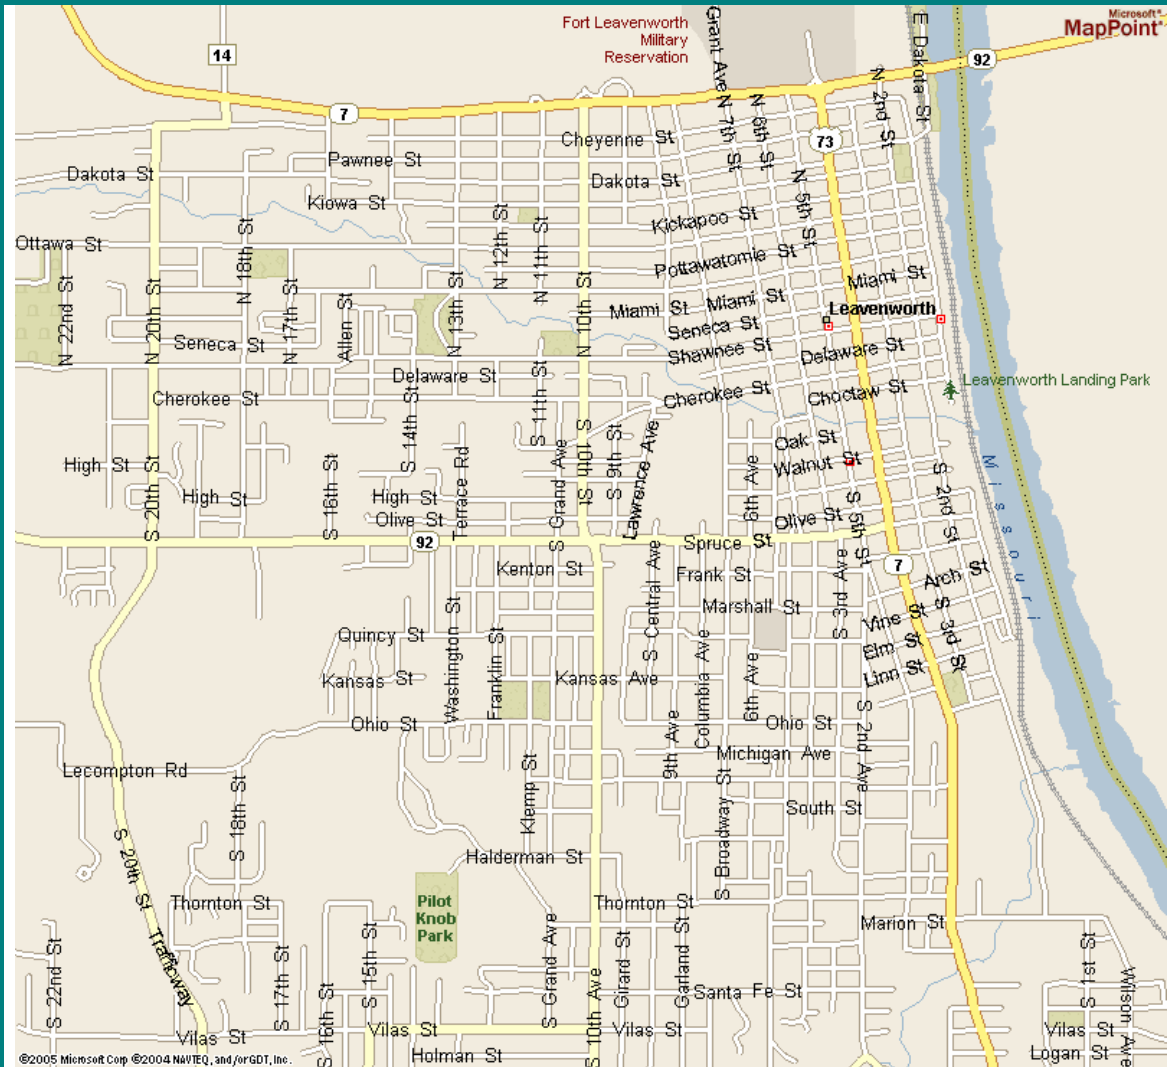 Microsoft®
MapPoint®
Fort Leavenworth
Military
Reservation
Grant Ave
E Dakota St
14
92
7
N 7th St
N 6th St
N 2nd St
73
Cheyenne St
Pawnee St
Dakota St
Dakota St
Kiowa St
N 5th St
Kickapoo St
Ottawa St
N 18th St
N 12th St
N 11th St
Pottawatomie St
N 22nd St
N 20th St
N 17th St
Allen St
N 13th St
N 10th St
Miami St
Miami St
Miami St
Leavenworth
Seneca St
Seneca St
Shawnee St
Delaware St
Delaware St
Cherokee St
Cherokee St
Choctaw St
Leavenworth Landing Park
S 14th St
S 11th St
S 10th St
S 9th St
Lawrence Ave
Oak St
Walnut St
High St
S 20th St
High St
S 16th St
High St
Olive St
Terrace Rd
S Grand Ave
6th Ave
Olive St
S 5th St
S 2nd St
Missouri
92
Spruce St
7
Kenton St
Frank St
Arch St
Marshall St
S 3rd Ave
Vine St
S 3rd St
Elm St
Linn St
Quincy St
Washington St
Franklin St
S Central Ave
Columbia Ave
6th Ave
Kansas St
Kansas Ave
Ohio St
9th Ave
Ohio St
S 2nd Ave
Michigan Ave
Lecompton Rd
Klemp St
S 18th St
S Broadway St
South St
S 20th St Trafficway
Halderman St
Thornton St
Thornton St
Pilot
Knob
Park
Marion St
S 22nd St
S 17th St
S 15th St
S Grand Ave
Girard St
Garland St
S 1st St
Wilson Ave
Santa Fe St
S 16th St
S 10th Ave
Vilas St
Vilas St
Vilas St
Holman St
Logan St
©2005 Microsoft Corp ©2004 NAVTEQ, and/or GDT, Inc.